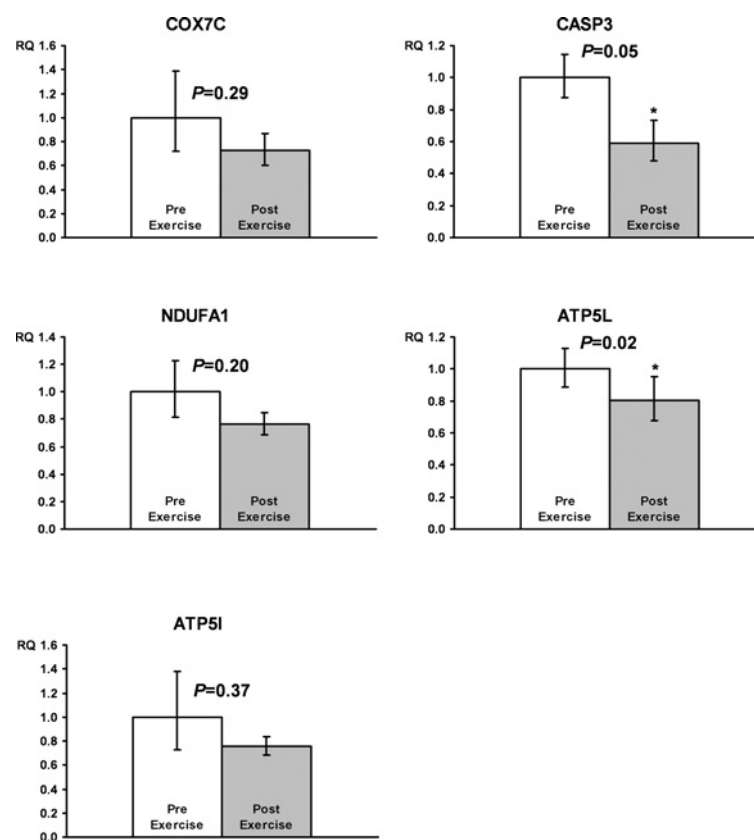 COX7C
RQ
1.6
1.4
1.2
1.0
0.8
0.6
0.4
0.2
0.0
P=0.29
Pre
Exercise
Post
Exercise
CASP3
RQ
1.2
1.0
0.8
0.6
0.4
0.2
0.0
P=0.05
*
Pre
Exercise
Post
Exercise
NDUFA1
RQ
1.4
1.2
1.0
0.8
0.6
0.4
0.2
0.0
P=0.20
Pre
Exercise
Post
Exercise
ATP5L
RQ
1.2
1.0
0.8
0.6
0.4
0.2
0.0
P=0.02
*
Pre
Exercise
Post
Exercise
ATP5I
RQ
1.6
1.4
1.2
1.0
0.8
0.6
0.4
0.2
0.0
P=0.37
Pre
Exercise
Post
Exercise